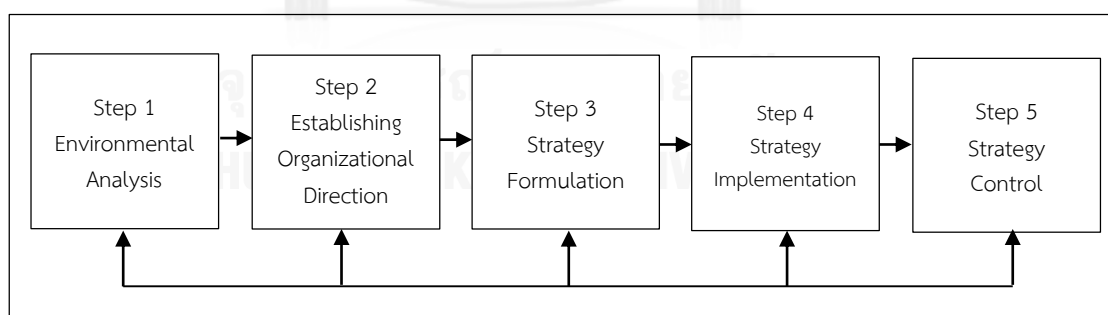 Step 1
Environmental
Analysis
Step 2
Establishing
Organizational
Direction
Step 3
Strategy
Formulation
Step 4
Strategy
Implementation
Step 5
Strategy
Control